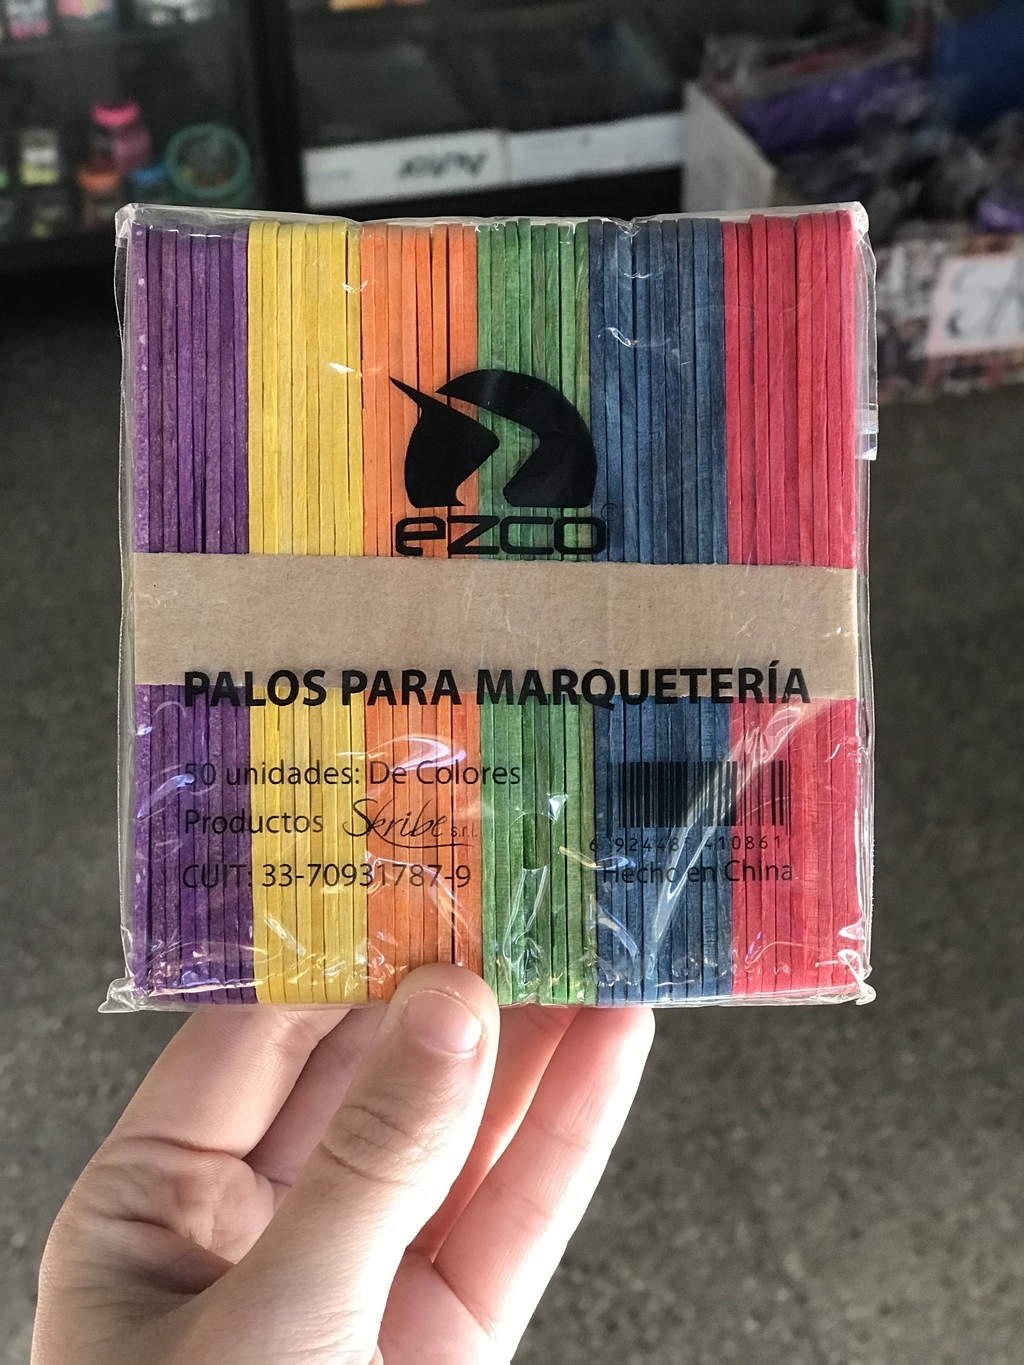 ezco®
PALOS PARA MARQUETERÍA
50 unidades: De Colores
Productos Skribe s.r.l.
CUIT: 33-70931787-9
Hecho en China